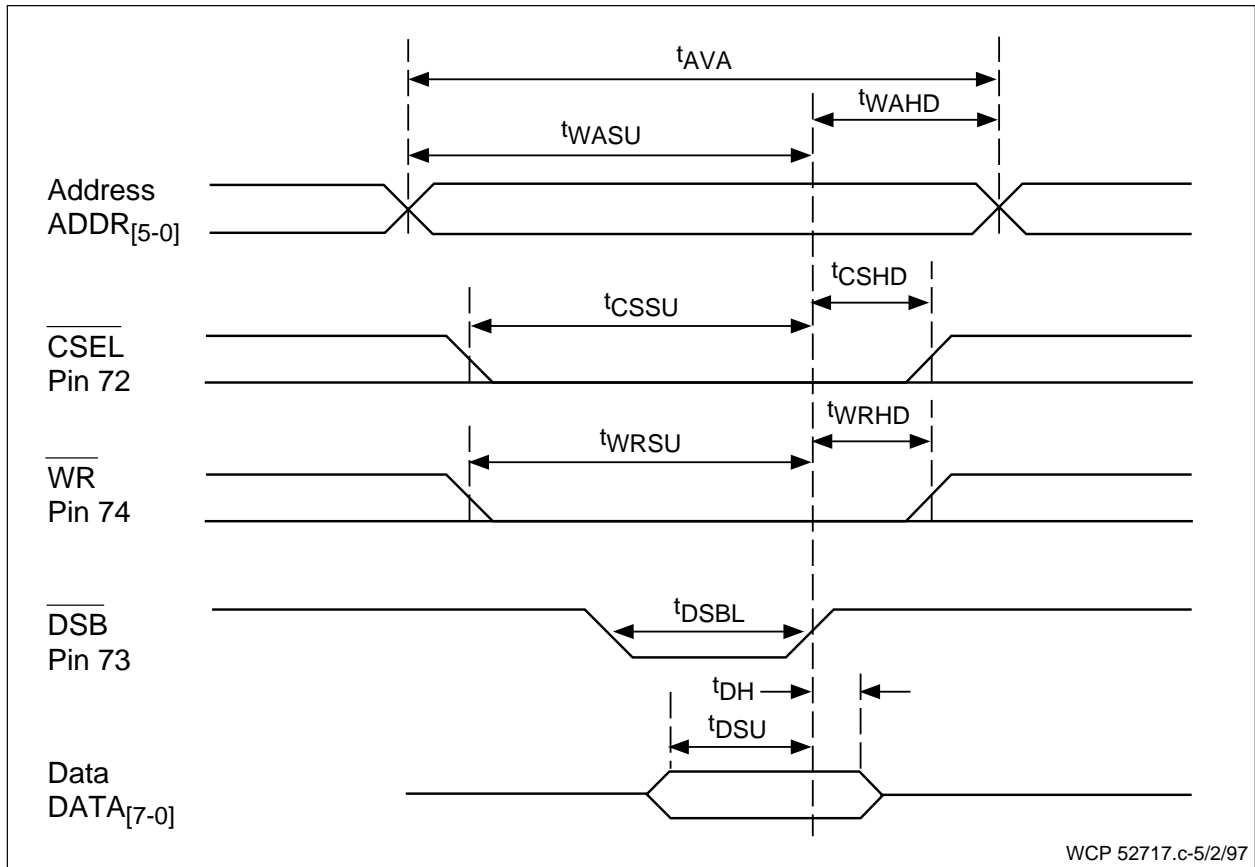 tAVA
tWAHD
tWASU
Address
ADDR[5-0]
tCSHD
tCSSU
CSEL
Pin 72
tWRHD
tWRSU
WR
Pin 74
tDSBL
DSB
Pin 73
tDH
tDSU
Data
DATA[7-0]
WCP 52717.c-5/2/97